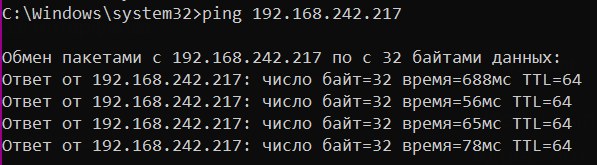 C:\Windows\system32>ping 192.168.242.217
Обмен пакетами с 192.168.242.217 по с 32 байтами данных:
Ответ от 192.168.242.217: число байт=32 время=688мс TTL=64
Ответ от 192.168.242.217: число байт=32 время=56мс TTL=64
Ответ от 192.168.242.217: число байт=32 время=65мс TTL=64
Ответ от 192.168.242.217: число байт=32 время=78мс TTL=64